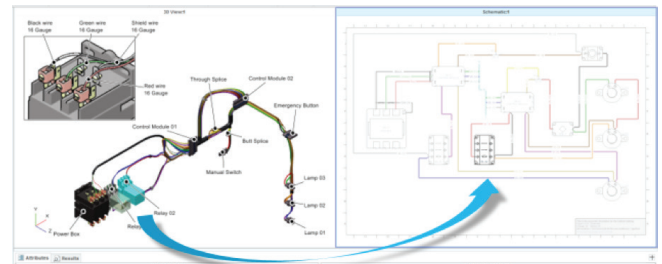 3D Viewer1
Schematic1
Black wire
16 Gauge
Green wire
16 Gauge
Shield wire
16 Gauge
Red wire
16 Gauge
Through Splice
Control Module 02
Emergency Button
Control Module 01
Butt Splice
Manual Switch
Lamp 03
Lamp 02
Lamp 01
Relay 02
Relay
Power Box
X
Y
Z
Attributes
Results